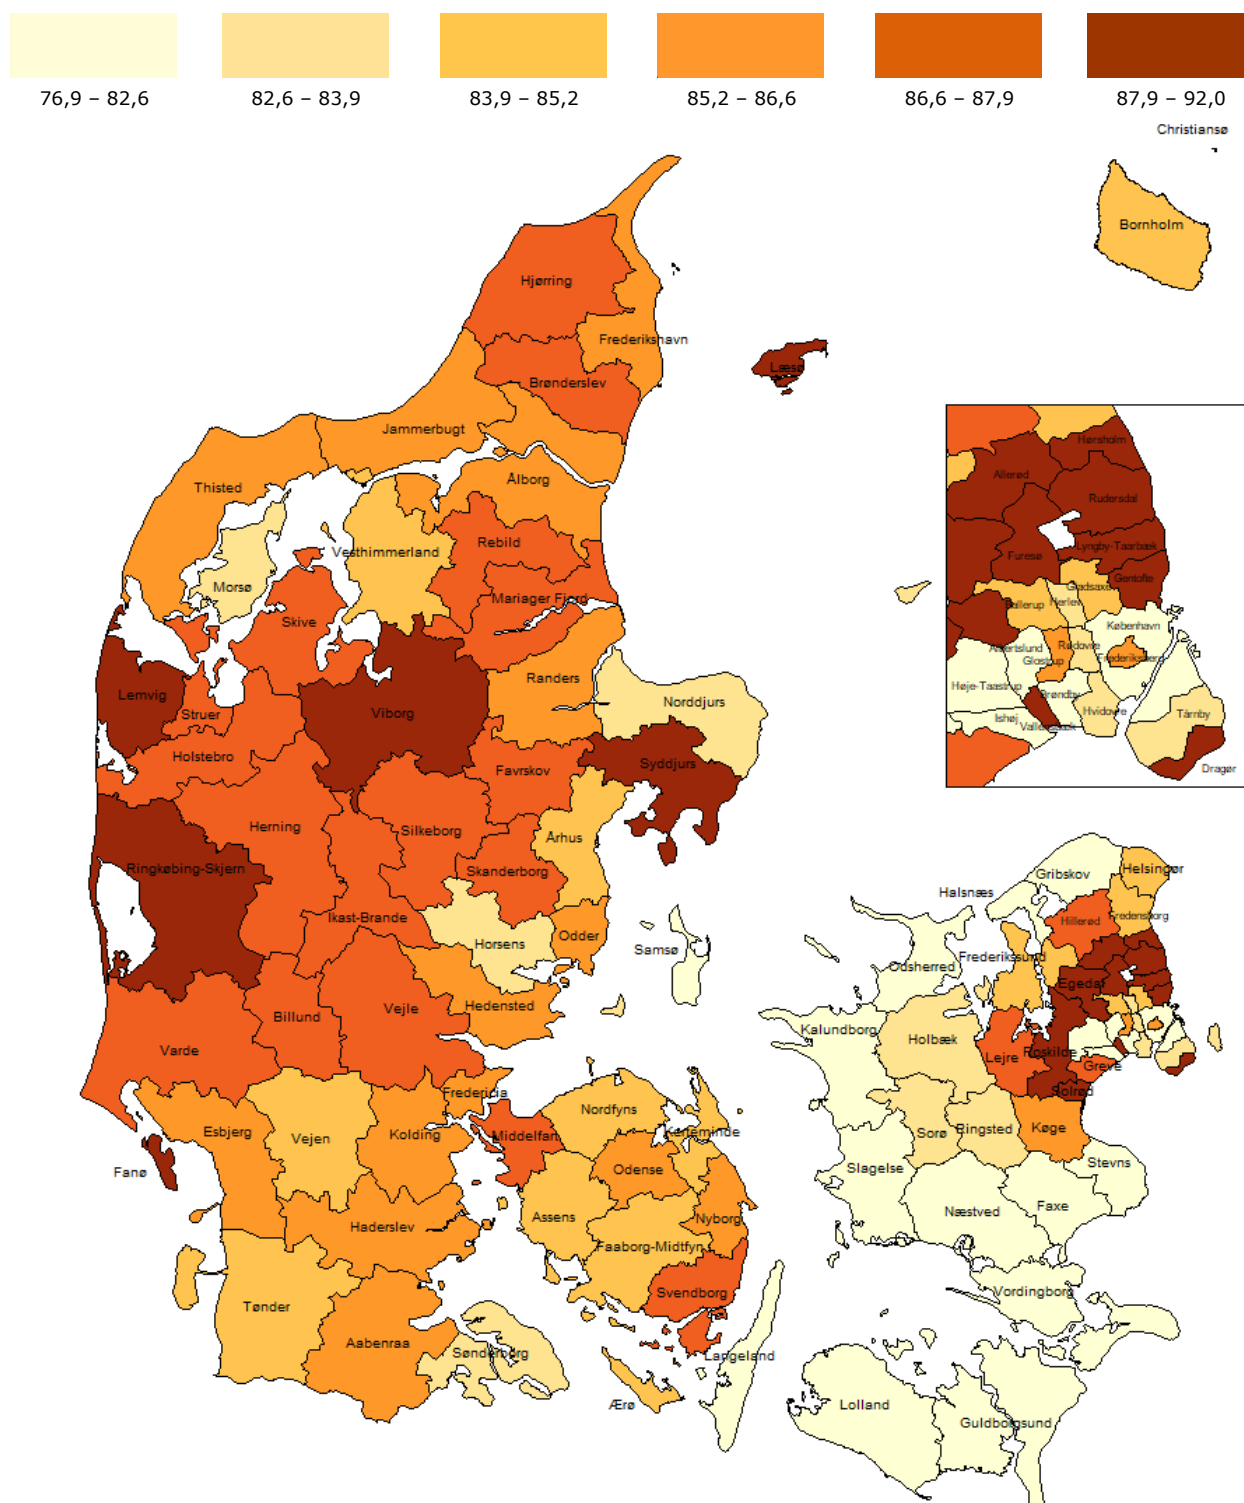 76,9 – 82,6 82,6 – 83,9 83,9 – 85,2 85,2 – 86,6 86,6 – 87,9 87,9 – 92,0
Christiansø
Bornholm
Hjørring
Frederikshavn
Læsø
Brønderslev
Jammerbugt
Hørsholm
Allerød
Ålborg
Thisted
Rudersdal
Rebild
Vesthimmerland
Lyngby-Taarbæk
Furesø
Gentofte
Morsø
Gladsaxe
Mariager Fjord
Ballerup
Herlev
Skive
København
Albertslund
Rødovre
Frederiksberg
Glostrup
Randers
Høje-Taastrup
Lemvig
Brøndby
Norddjurs
Hvidovre
Struer
Viborg
Tårnby
Ishøj
Vallensbæk
Holstebro
Favrskov
Syddjurs
Dragør
Herning
Silkeborg
Århus
Ringkøbing-Skjern
Skanderborg
Helsingør
Gribskov
Halsnæs
Ikast-Brande
Hillerød
Fredensborg
Odder
Horsens
Samsø
Frederikssund
Odsherred
Egedal
Hedensted
Vejle
Billund
Kalundborg
Holbæk
Varde
Roskilde
Lejre
Greve
Fredericia
Solrød
Nordfyns
Esbjerg
Kolding
Middelfart
Kerteminde
Vejen
Sorø
Ringsted
Køge
Fanø
Odense
Slagelse
Stevns
Faxe
Næstved
Assens
Nyborg
Haderslev
Faaborg-Midtfyn
Svendborg
Vordingborg
Tønder
Aabenraa
Sønderborg
Langeland
Ærø
Lolland
Guldborgsund